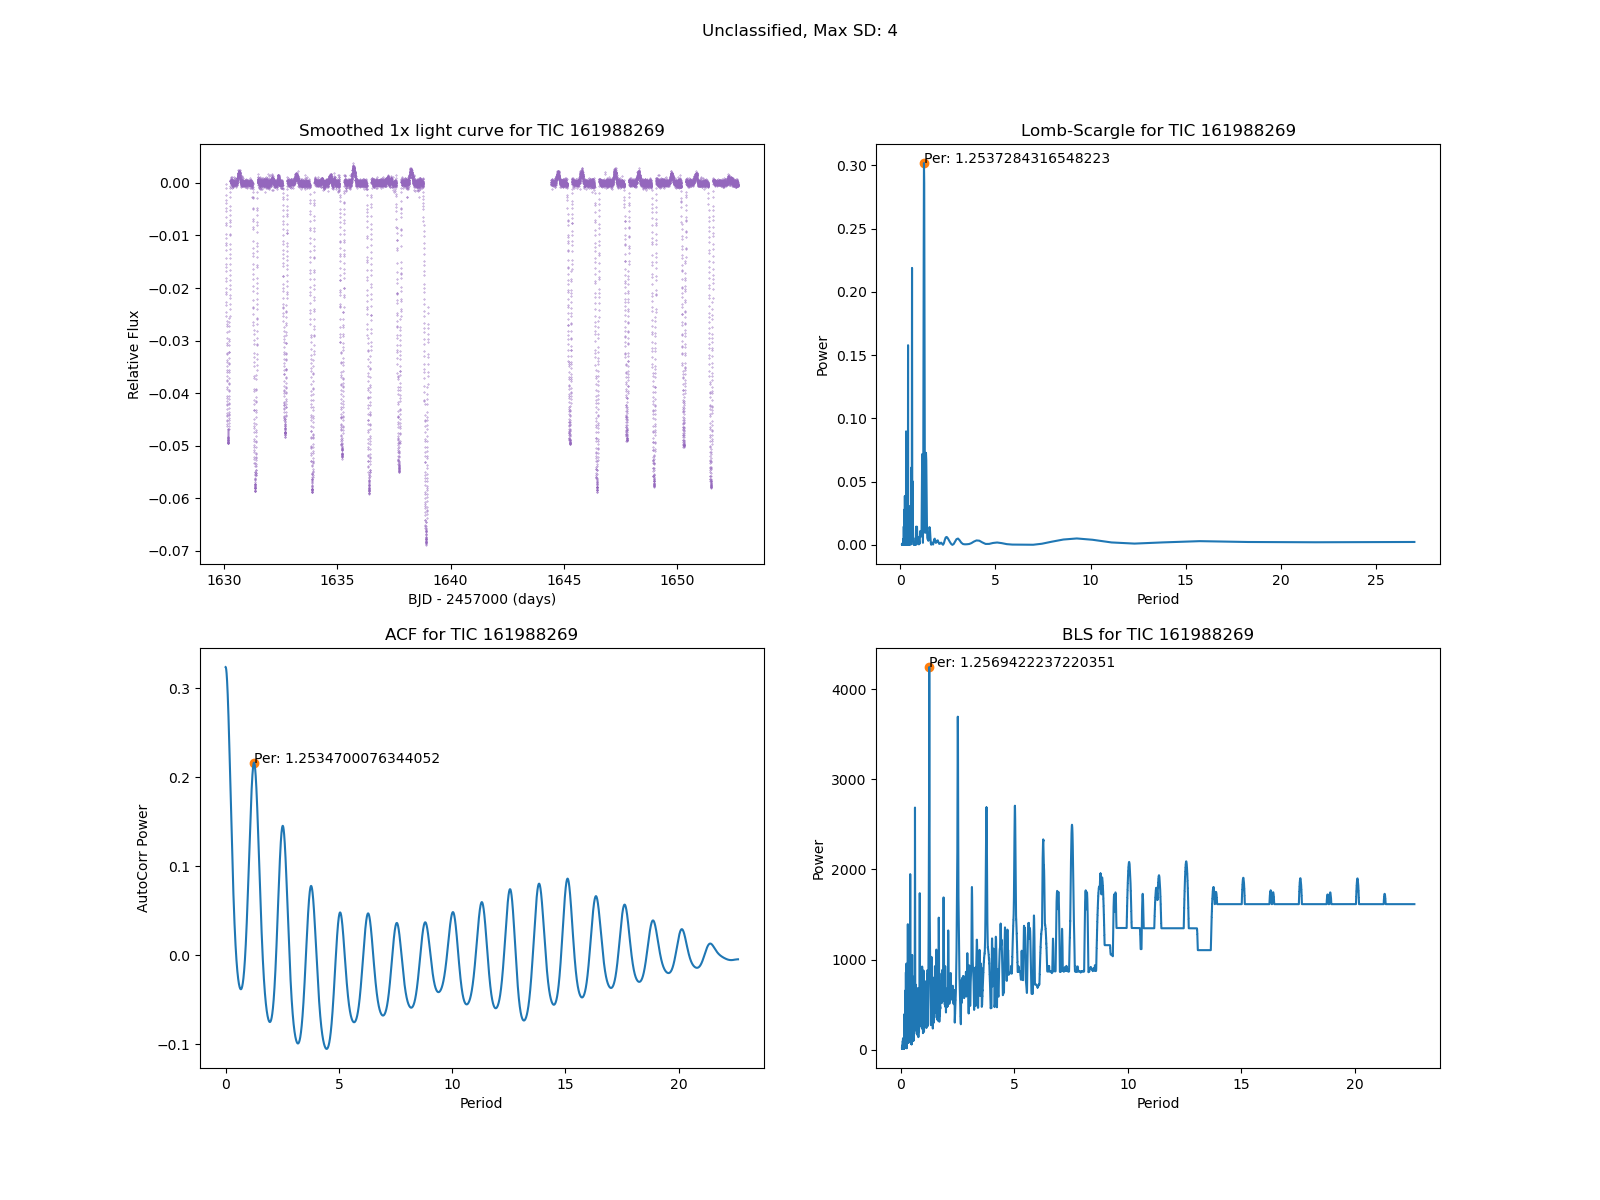 Unclassified, Max SD: 4
Smoothed 1x light curve for TIC 161988269
0.00
−0.01
−0.02
−0.03
−0.04
−0.05
−0.06
−0.07
Relative Flux
1630
1635
1640
1645
1650
BJD - 2457000 (days)
Lomb-Scargle for TIC 161988269
Per: 1.2537284316548223
0.30
0.25
0.20
0.15
0.10
0.05
0.00
Power
0
5
10
15
20
25
Period
ACF for TIC 161988269
Per: 1.2534700076344052
0.3
0.2
0.1
0.0
−0.1
AutoCorr Power
0
5
10
15
20
Period
BLS for TIC 161988269
Per: 1.2569422237220351
4000
3000
2000
1000
0
Power
0
5
10
15
20
Period